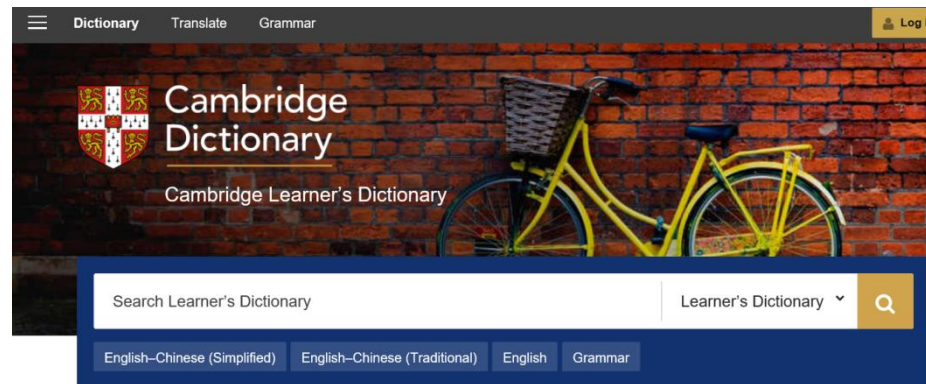 Dictionary Translate Grammar
Log
Cambridge
Dictionary
Cambridge Learner's Dictionary
Search Learner's Dictionary Learner's Dictionary
English–Chinese (Simplified) English–Chinese (Traditional) English Grammar